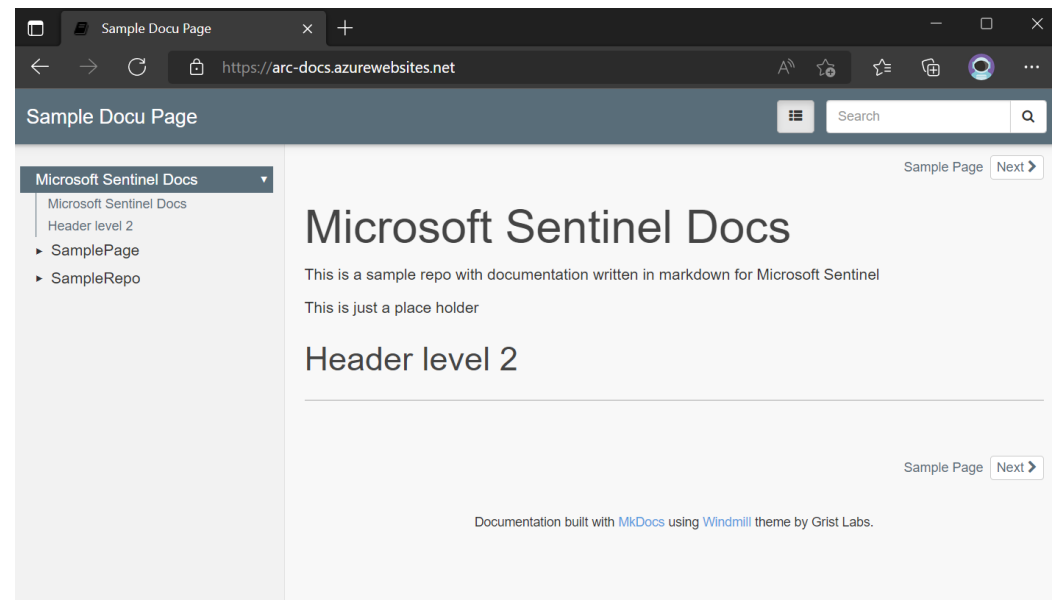 Sample Docu Page
https://arc-docs.azurewebsites.net
Sample Docu Page
Search
Microsoft Sentinel Docs
Microsoft Sentinel Docs
Header level 2
SamplePage
SampleRepo
Sample Page Next
Microsoft Sentinel Docs
This is a sample repo with documentation written in markdown for Microsoft Sentinel
This is just a place holder
Header level 2
Sample Page Next
Documentation built with MkDocs using Windmill theme by Grist Labs.